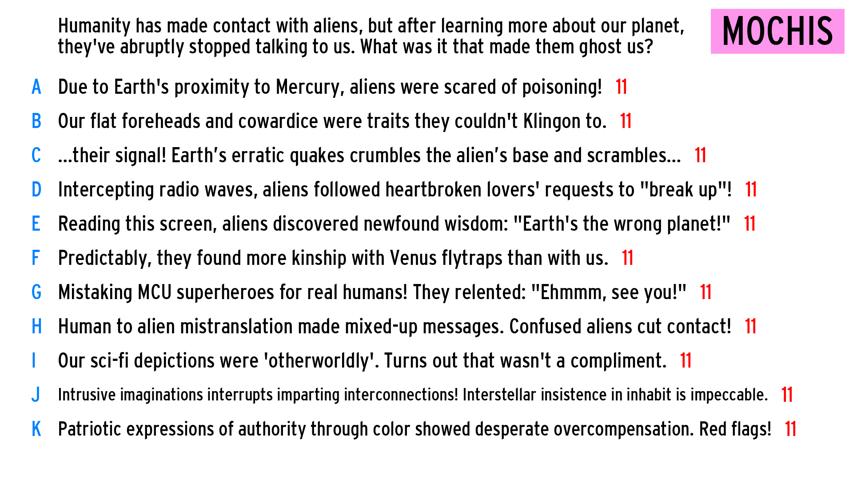 Humanity has made contact with aliens, but after learning more about our planet,
they've abruptly stopped talking to us. What was it that made them ghost us?
MOCHIS
A Due to Earth's proximity to Mercury, aliens were scared of poisoning! 11
B Our flat foreheads and cowardice were traits they couldn't Klingon to. 11
C ...their signal! Earth’s erratic quakes crumbles the alien’s base and scrambles... 11
D Intercepting radio waves, aliens followed heartbroken lovers' requests to "break up"! 11
E Reading this screen, aliens discovered newfound wisdom: "Earth's the wrong planet!" 11
F Predictably, they found more kinship with Venus flytraps than with us. 11
G Mistaking MCU superheroes for real humans! They relented: "Ehmmm, see you!" 11
H Human to alien mistranslation made mixed-up messages. Confused aliens cut contact! 11
I Our sci-fi depictions were 'otherworldly'. Turns out that wasn't a compliment. 11
J Intrusive imaginations interrupts imparting interconnections! Interstellar insistence in inhabit is impeccable. 11
K Patriotic expressions of authority through color showed desperate overcompensation. Red flags! 11